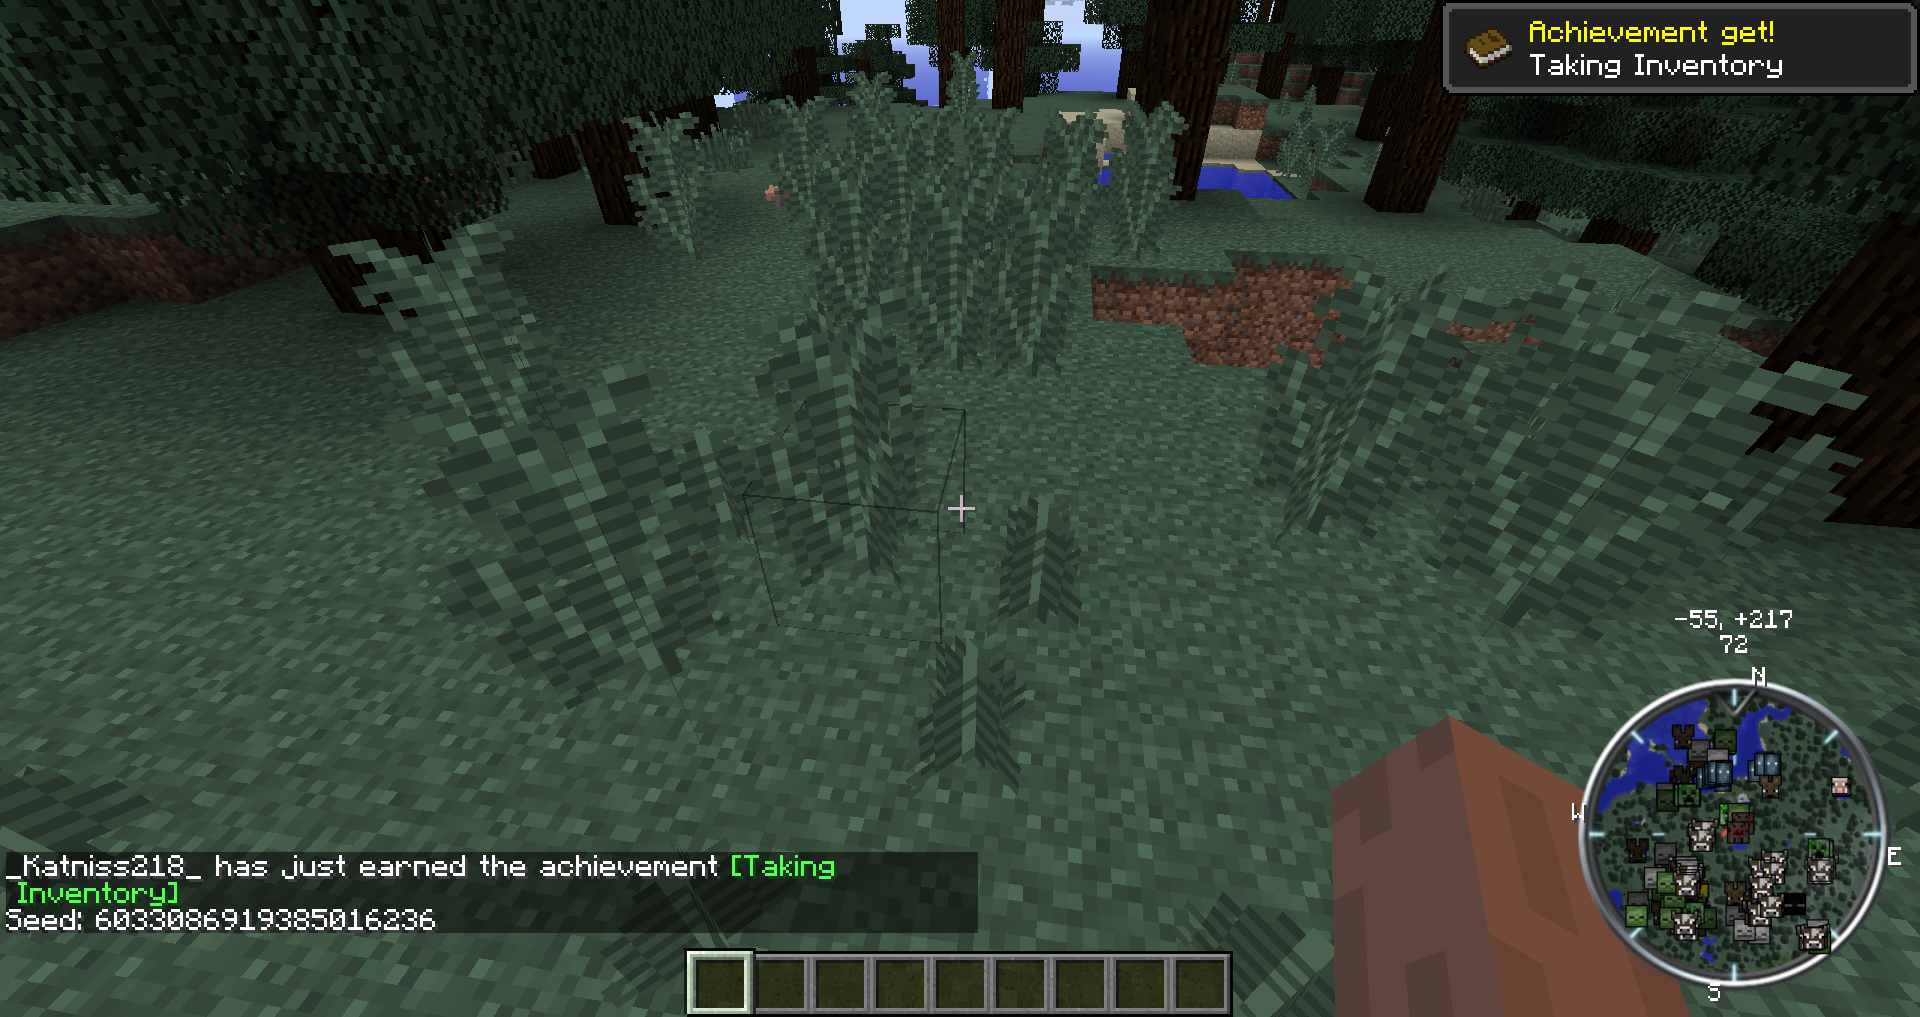 Achievement get!
Taking Inventory
-55, +217
72
N
W
E
S
_Katniss218_ has just earned the achievement [Taking
Inventory]
Seed: 6033086919385016236